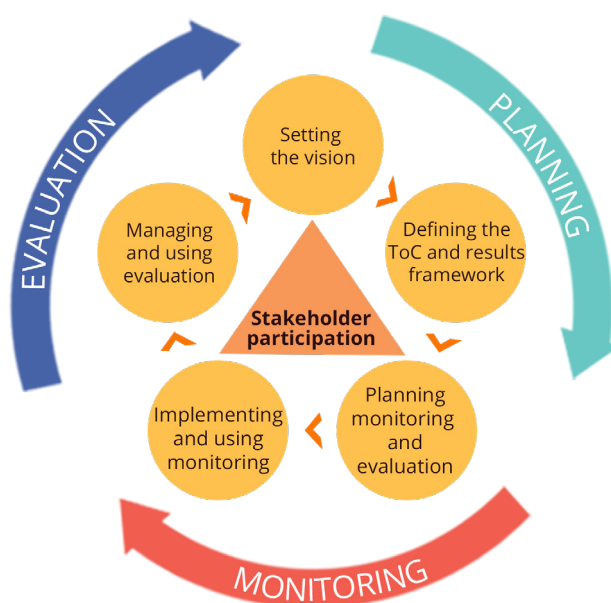 EVALUATION
PLANNING
Setting
the vision
Managing
and using
evaluation
Defining the
ToC and results
framework
Stakeholder
participation
Implementing
and using
monitoring
Planning
monitoring
and
evaluation
MONITORING